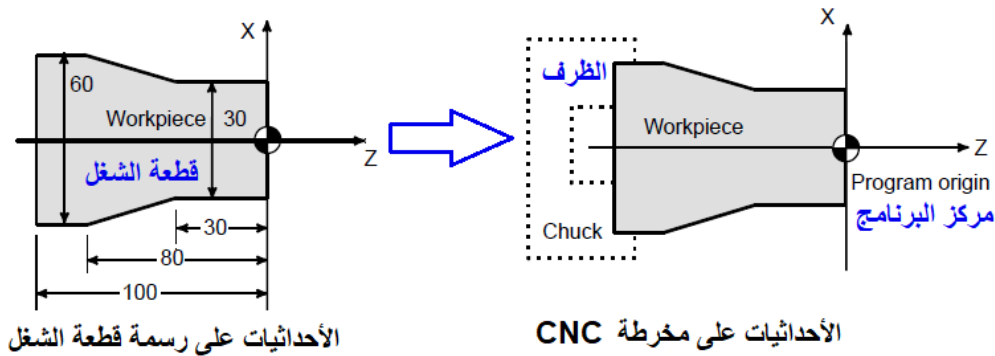 X
60
Workpiece
30
Z
قطعة الشغل
30
80
100
الأحداثيات على رسمة قطعة الشغل
X
الظرف
Workpiece
Z
Program origin
مركز البرنامج
Chuck
الأحداثيات على مخرطة CNC